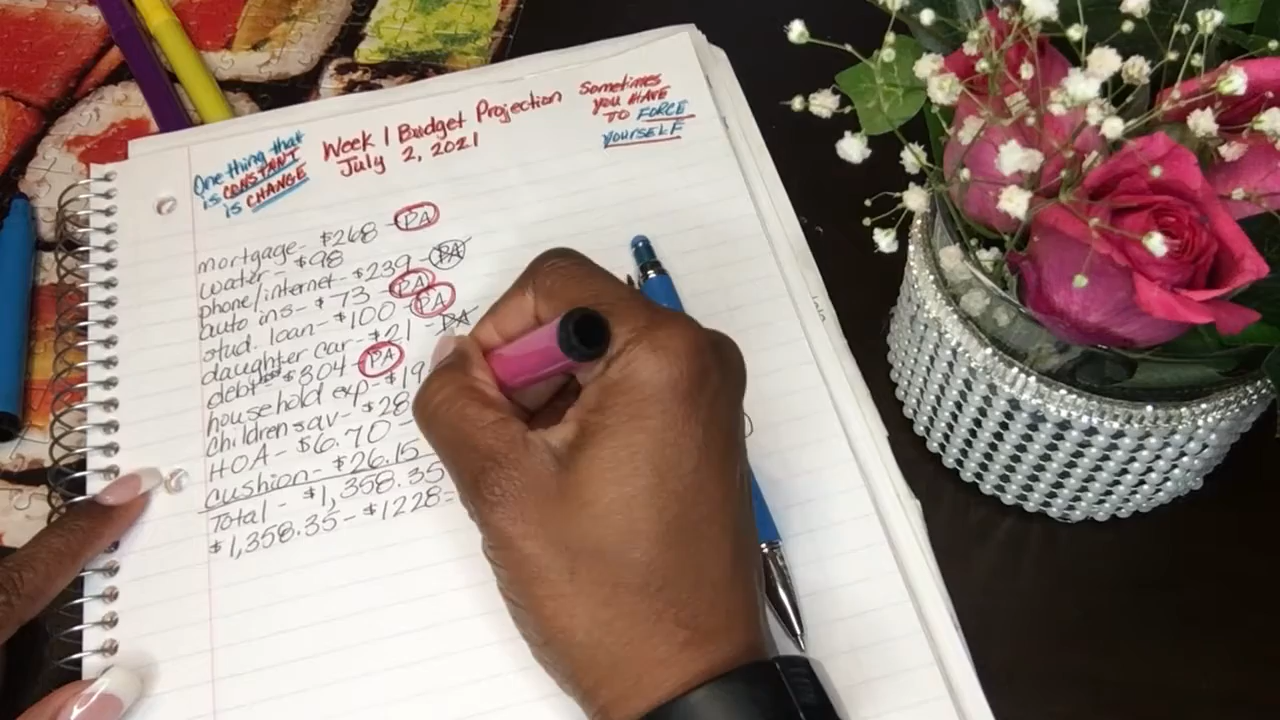 One thing that
is CONSTANT
is CHANGE
Week 1 Budget Projection
July 2, 2021
Sometimes
you HAVE
TO FORCE
YOURSELF
mortgage- $268 - PA
water - $98
phone/internet - $239 - PA
auto ins - $73 - PA
stud. loan - $100 PA
daughter car - $21 - PA
debt $304 - PA
household exp - $19
children sav - $28
HOA - $6.70 -
cushion - $26.15
Total - $1,358.35
$1,358.35 - $1228 =